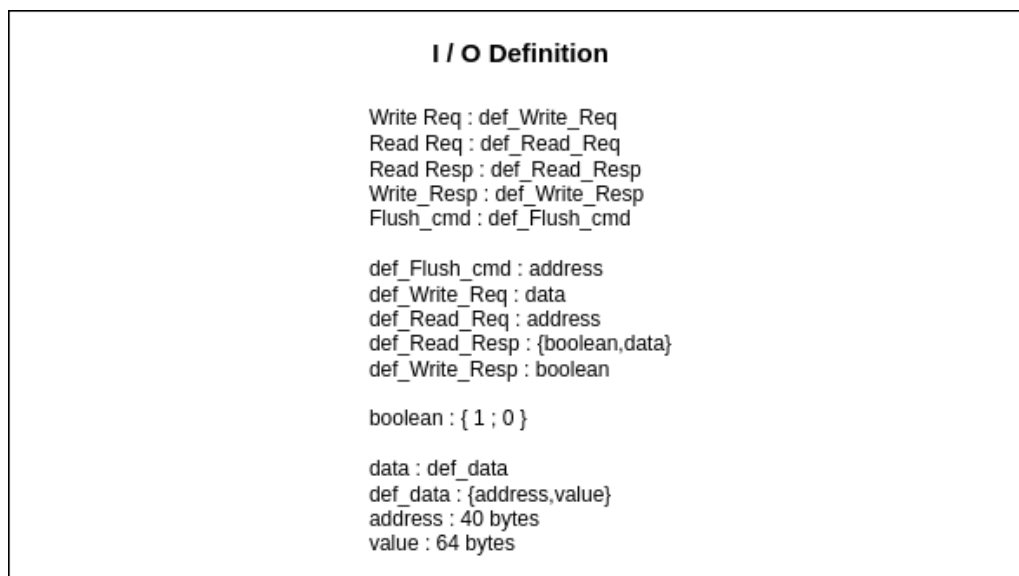 I / O Definition
Write Req : def_Write_Req
Read Req : def_Read_Req
Read Resp : def_Read_Resp
Write_Resp : def_Write_Resp
Flush_cmd : def_Flush_cmd
def_Flush_cmd : address
def_Write_Req : data
def_Read_Req : address
def_Read_Resp : {boolean,data}
def_Write_Resp : boolean
boolean : { 1 ; 0 }
data : def_data
def_data : {address,value}
address : 40 bytes
value : 64 bytes